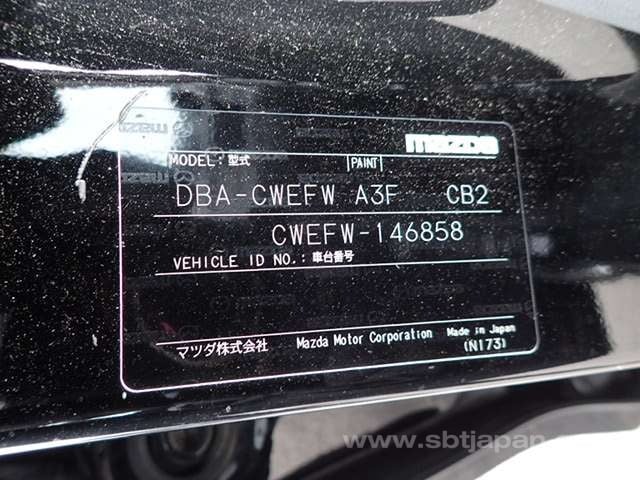 mazda
MODEL:型式 PAINT
DBA-CWEFW A3F CB2
CWEFW-146858
VEHICLE ID NO.:車台番号
マツダ株式会社 Mazda Motor Corporation Made in Japan
(N173)
www.sbtjapan.